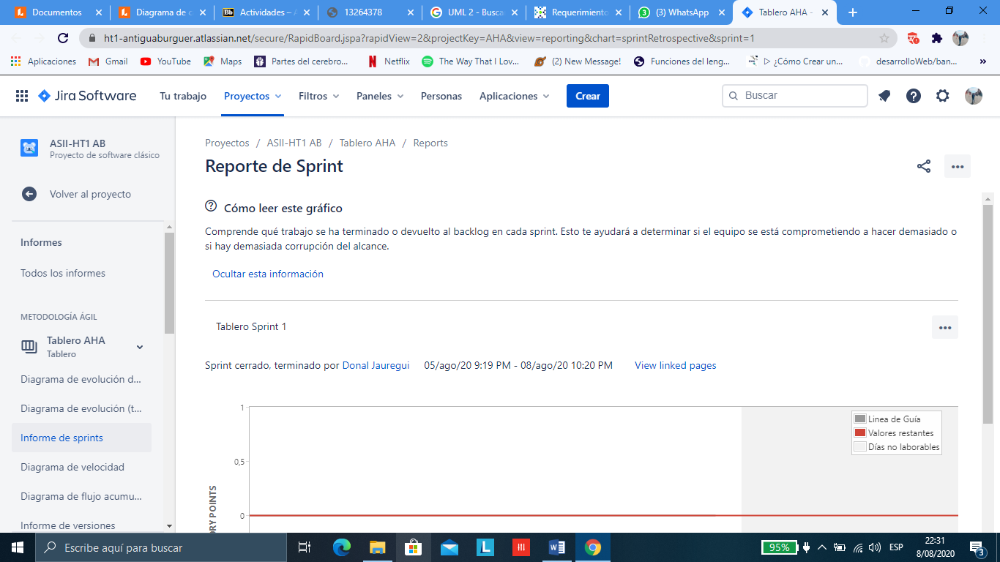 Documentos
Diagrama de c
Actividades – A
13264378
UML 2 - Busca
Requerimiento
(3) WhatsApp
Tablero AHA -
ht1-antiguaburguer.atlassian.net/secure/RapidBoard.jspa?rapidView=2&projectKey=AHA&view=reporting&chart=sprintRetrospective&sprint=1
Aplicaciones
Gmail
YouTube
Maps
Partes del cerebro...
Netflix
The Way That I Lov...
(2) New Message!
Funciones del leng...
▷ ¿Cómo Crear un...
desarrolloWeb/ban...
»
Jira Software
Tu trabajo
Proyectos
Filtros
Paneles
Personas
Aplicaciones
Crear
Buscar
ASII-HT1 AB
Proyecto de software clásico
Volver al proyecto
Informes
Todos los informes
METODOLOGÍA ÁGIL
Tablero AHA
Tablero
Diagrama de evolución d...
Diagrama de evolución (t...
Informe de sprints
Diagrama de velocidad
Diagrama de flujo acumu...
Informe de versiones
Proyectos / ASII-HT1 AB / Tablero AHA / Reports
Reporte de Sprint
Cómo leer este gráfico
Comprende qué trabajo se ha terminado o devuelto al backlog en cada sprint. Esto te ayudará a determinar si el equipo se está comprometiendo a hacer demasiado o
si hay demasiada corrupción del alcance.
Ocultar esta información
Tablero Sprint 1
Sprint cerrado, terminado por Donal Jauregui 05/ago/20 9:19 PM - 08/ago/20 10:20 PM View linked pages
1
0,5
0
ORY POINTS
Linea de Guía
Valores restantes
Días no laborables
Escribe aquí para buscar
95%
ESP
22:31
8/08/2020
3